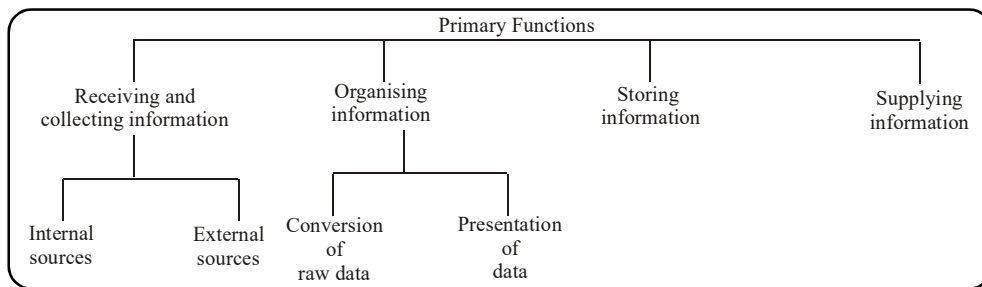 Primary Functions
Receiving and
collecting information
Organising
information
Storing
information
Supplying
information
Internal
sources
External
sources
Conversion
of
raw data
Presentation
of
data